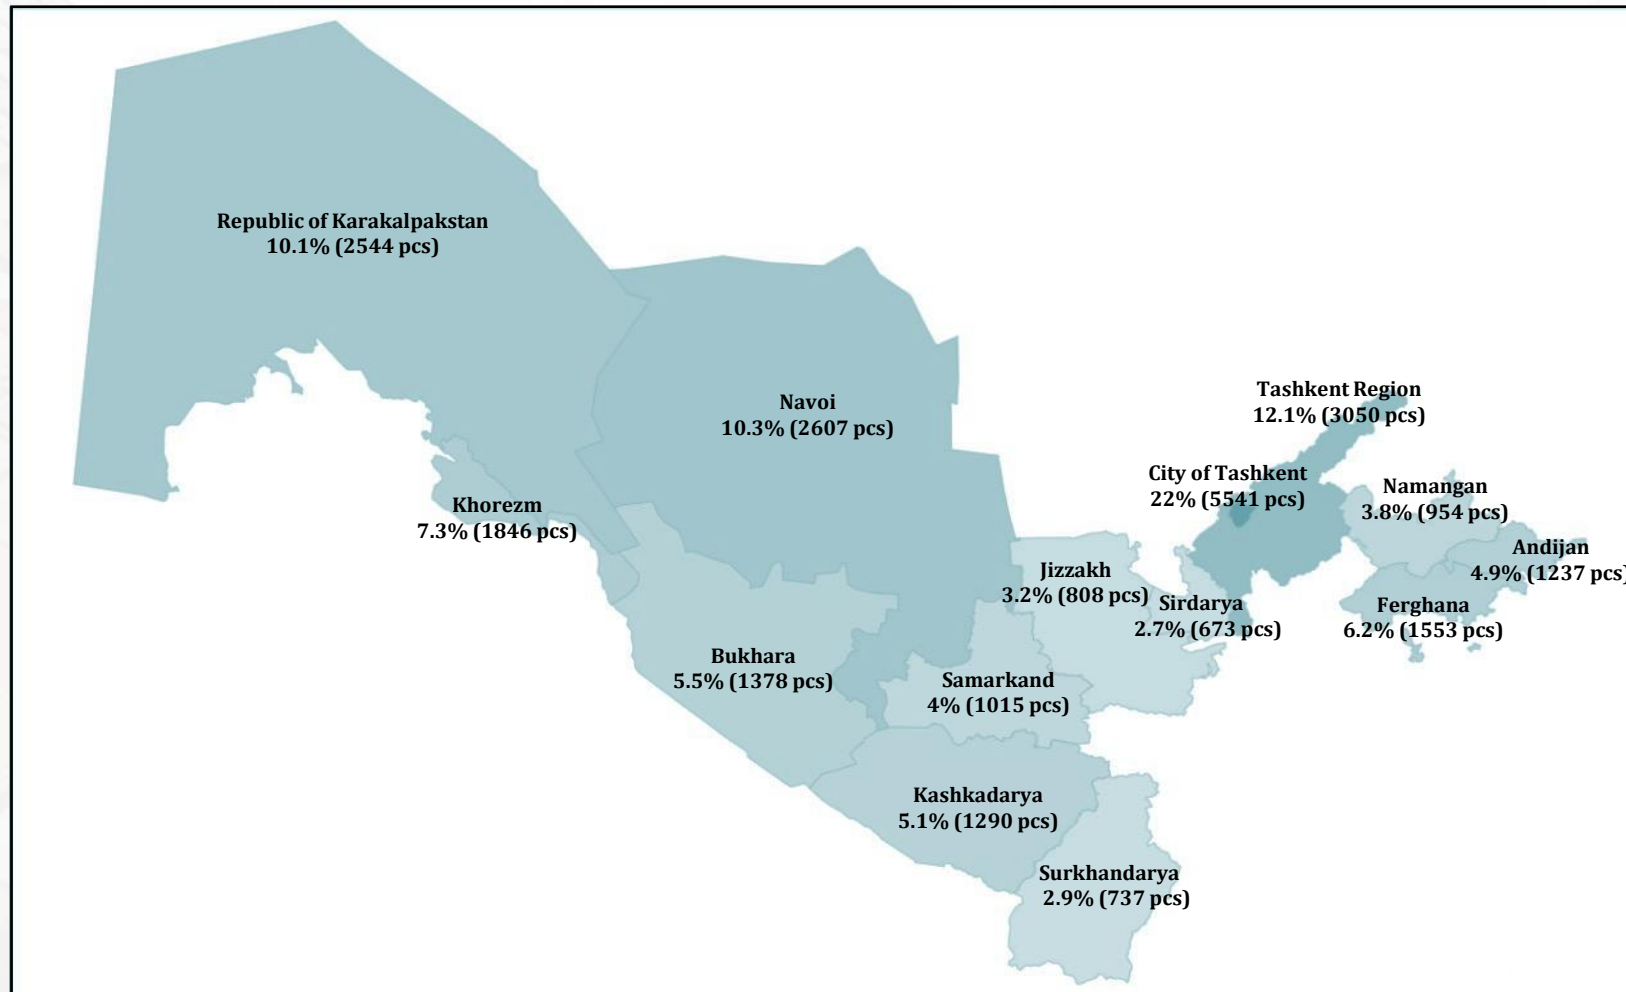 Republic of Karakalpakstan
10.1% (2544 pcs)
Navoi
10.3% (2607 pcs)
Tashkent Region
12.1% (3050 pcs)
City of Tashkent
22% (5541 pcs)
Namangan
3.8% (954 pcs)
Khorezm
7.3% (1846 pcs)
Andijan
4.9% (1237 pcs)
Jizzakh
3.2% (808 pcs)
Sirdarya
2.7% (673 pcs)
Ferghana
6.2% (1553 pcs)
Bukhara
5.5% (1378 pcs)
Samarkand
4% (1015 pcs)
Kashkadarya
5.1% (1290 pcs)
Surkhandarya
2.9% (737 pcs)